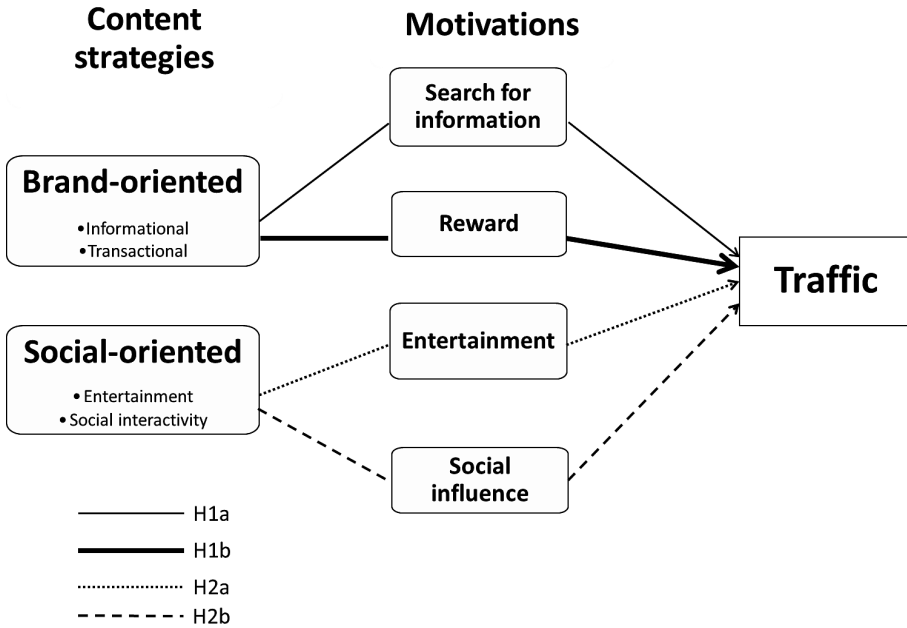 Content
strategies
Motivations
Search for
information
Brand-oriented
•Informational
•Transactional
Reward
Traffic
Social-oriented
• Entertainment
• Social interactivity
Entertainment
Social
influence
H1a
H1b
H2a
H2b